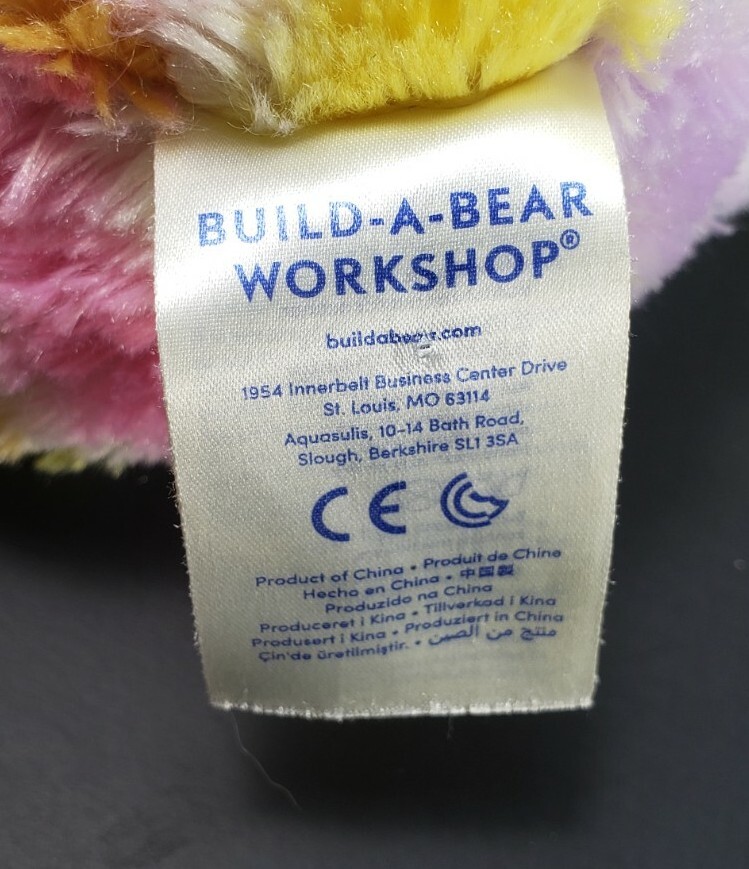 BUILD-A-BEAR
WORKSHOP®
buildabear.com
1954 Innerbelt Business Center Drive
St. Louis, MO 63114
Aquasulis, 10-14 Bath Road,
Slough, Berkshire SL1 3SA
CE
Product of China • Produit de Chine
Hecho en China • 中国製
Produzido na China
Produceret i Kina • Tillverkad i Kina
Produsert i Kina • Produziert in China
Çin'de üretilmiştir. • منتج من الصين